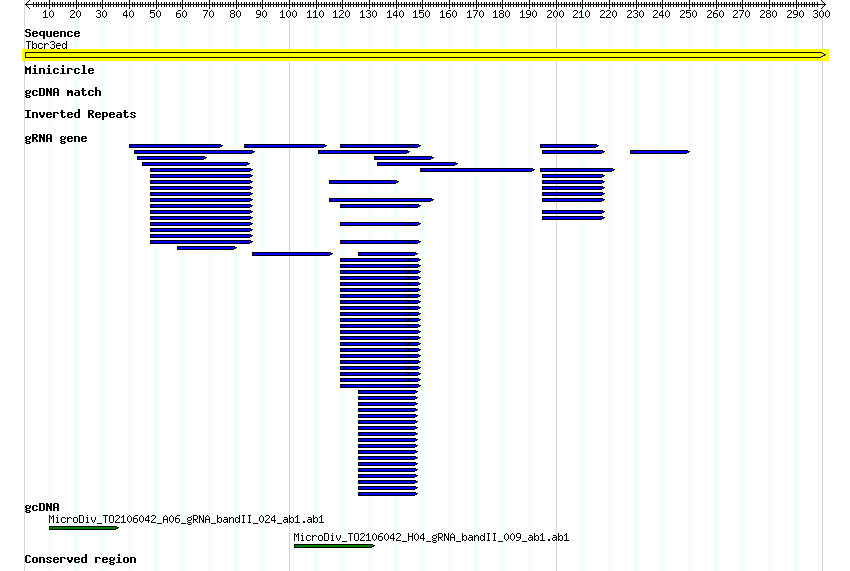 10 20 30 40 50 60 70 80 90 100 110 120 130 140 150 160 170 180 190 200 210 220 230 240 250 260 270 280 290 300
Sequence
Tbcr3ed
Minicircle
gcDNA match
Inverted Repeats
gRNA gene
gcDNA
MicroDiv_TO2106042_A06_gRNA_bandII_024_ab1.ab1
MicroDiv_TO2106042_H04_gRNA_bandII_009_ab1.ab1
Conserved region